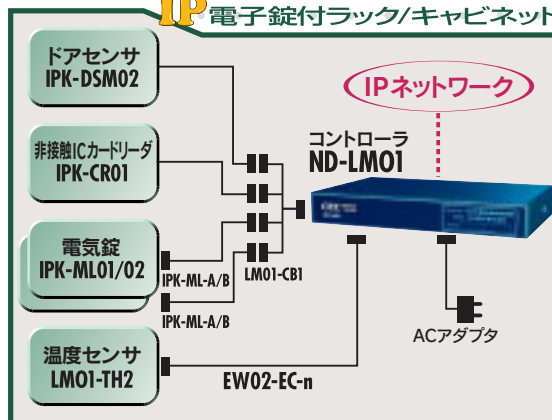 IP電子錠付ラック/キャビネット
ドアセンサ
IPK-DSM02
非接触ICカードリーダ
IPK-CR01
電気錠
IPK-ML01/02
温度センサ
LM01-TH2
IPK-ML-A/B
IPK-ML-A/B
LM01-CB1
EW02-EC-n
IPネットワーク
コントローラ
ND-LM01
ACアダプタ